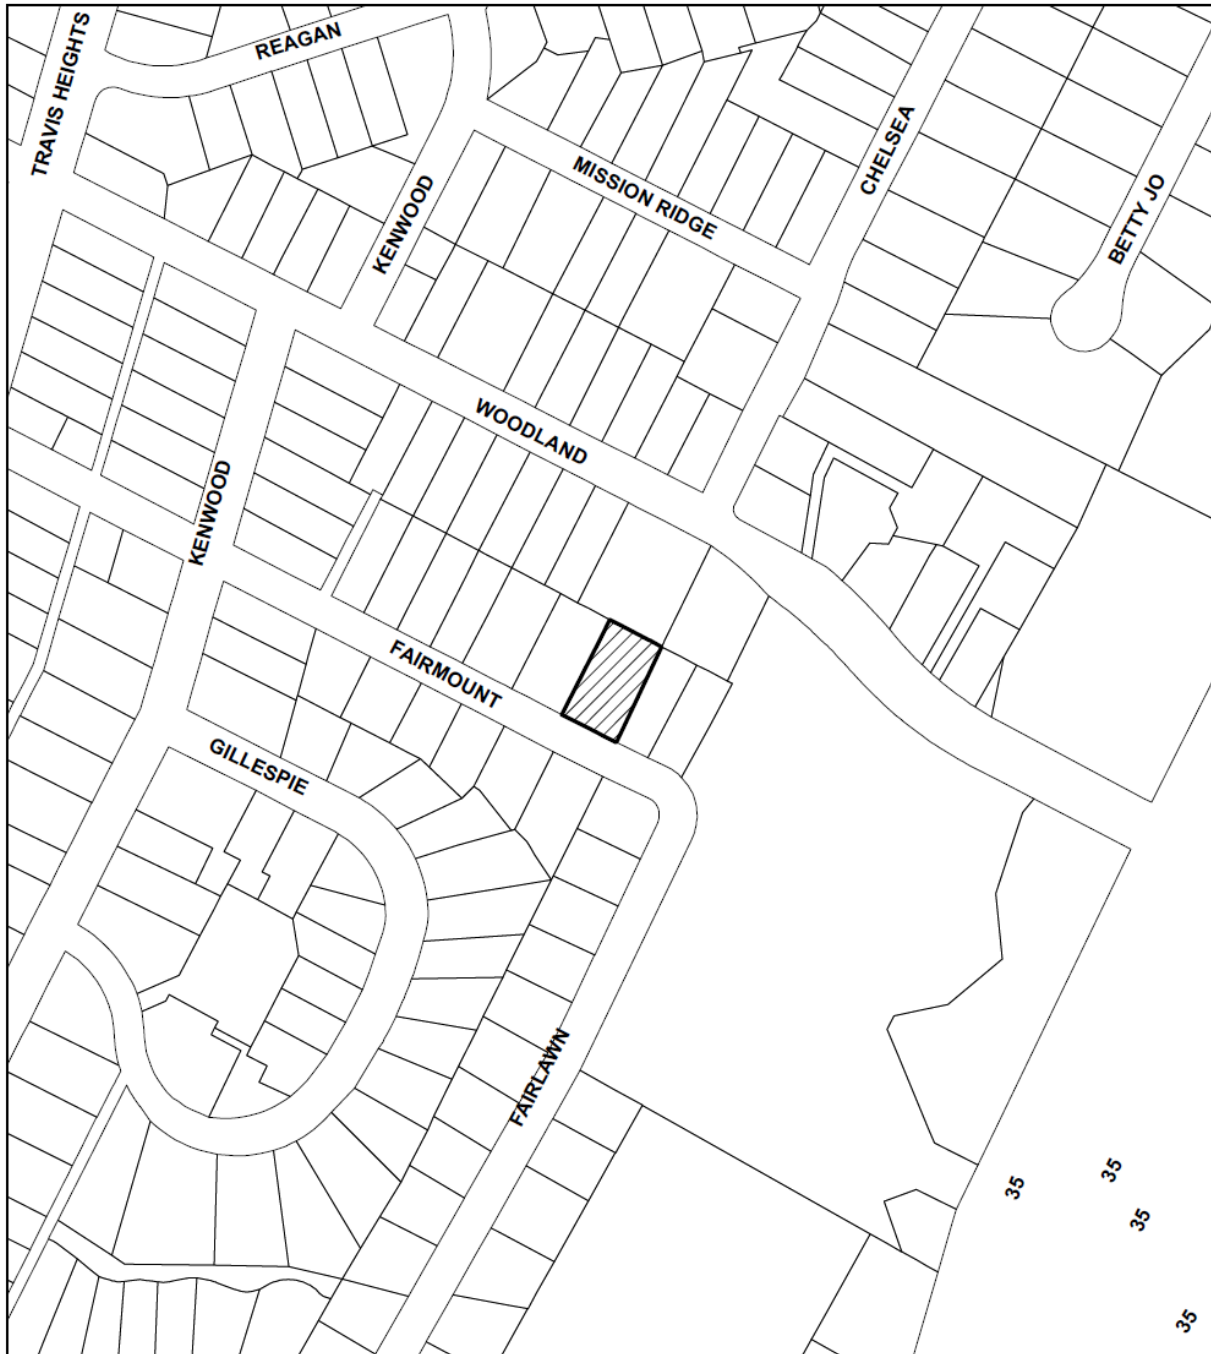 REAGAN
TRAVIS HEIGHTS
MISSION RIDGE
CHELSEA
BETTY JO
KENWOOD
WOODLAND
KENWOOD
FAIRMOUNT
GILLESPIE
FAIRLAWN
35
35
35
35